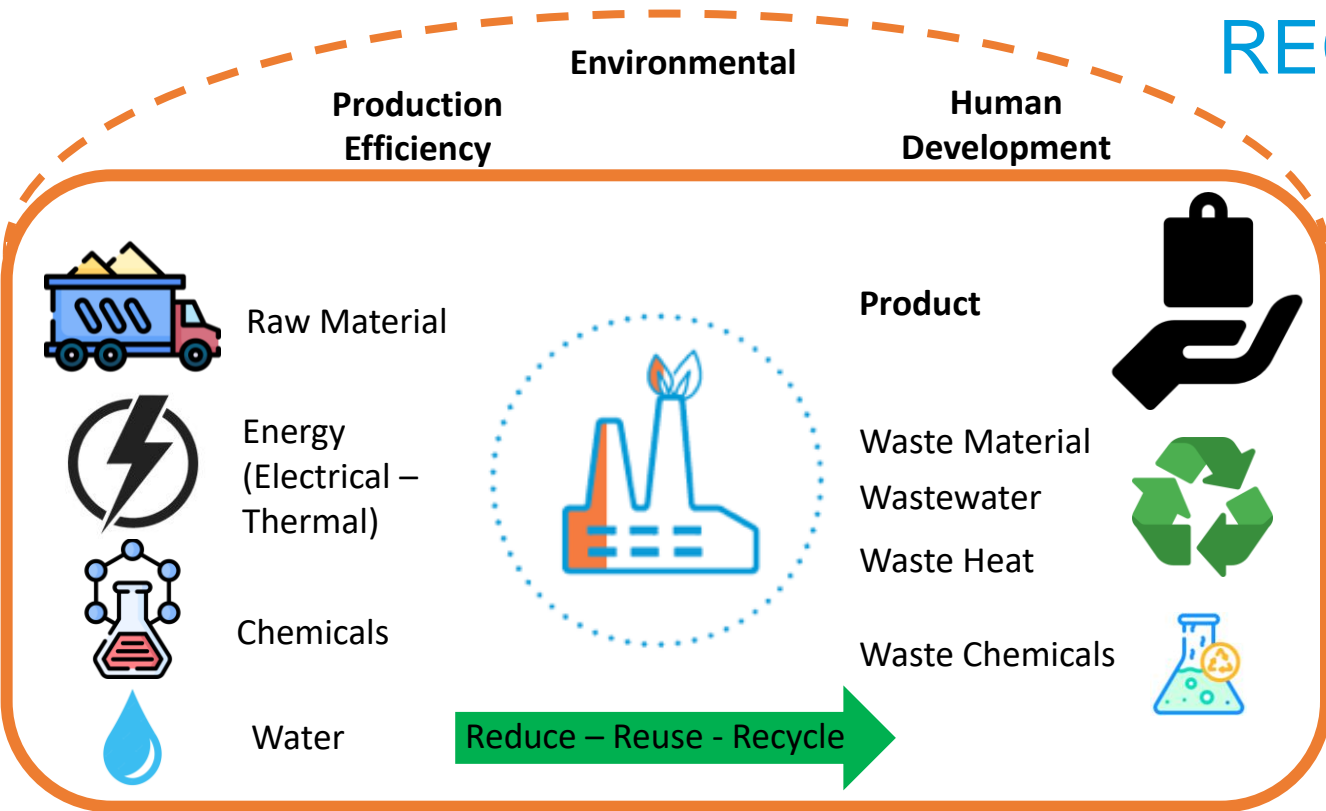 Environmental
Production
Efficiency
Human
Development
Raw Material
Energy
(Electrical –
Thermal)
Chemicals
Water
Product
Waste Material
Wastewater
Waste Heat
Waste Chemicals
Reduce – Reuse - Recycle